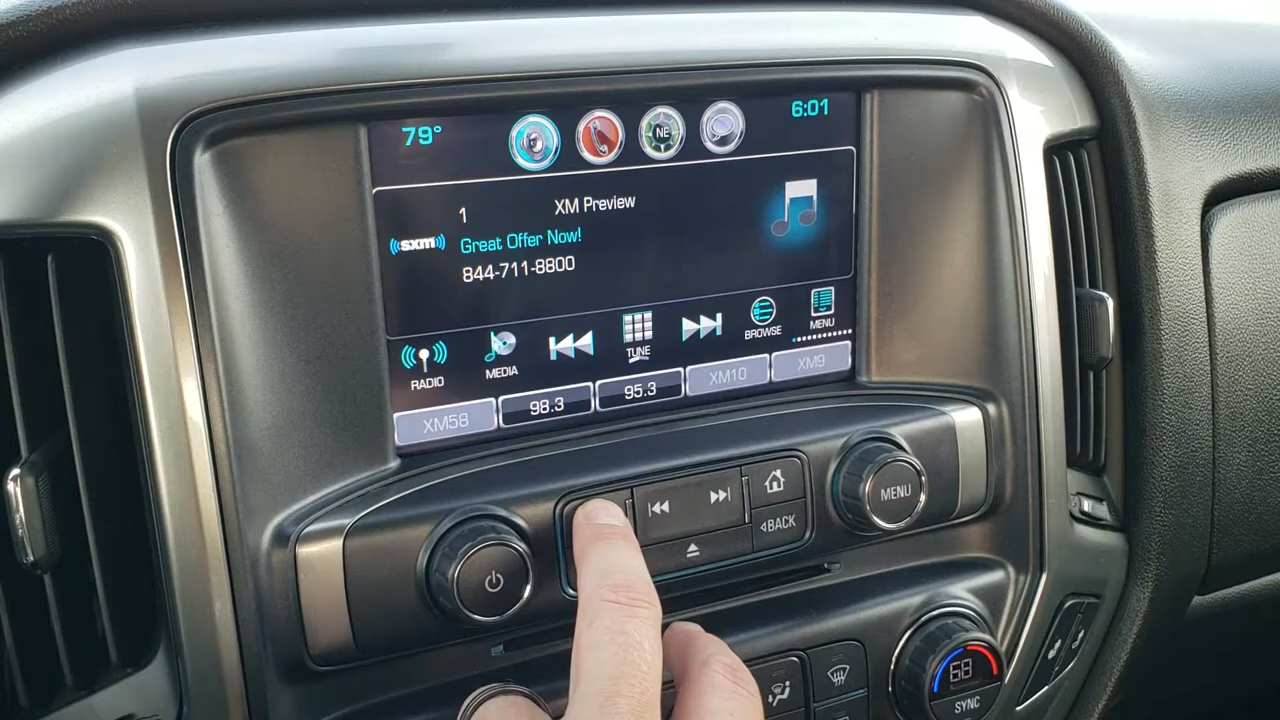 79°
NE
6:01
1 XM Preview
((sxm)) Great Offer Now!
844-711-8800
RADIO MEDIA TUNE BROWSE MENU
XM58 98.3 95.3 XM10 XM9
MENU
BACK
68
SYNC